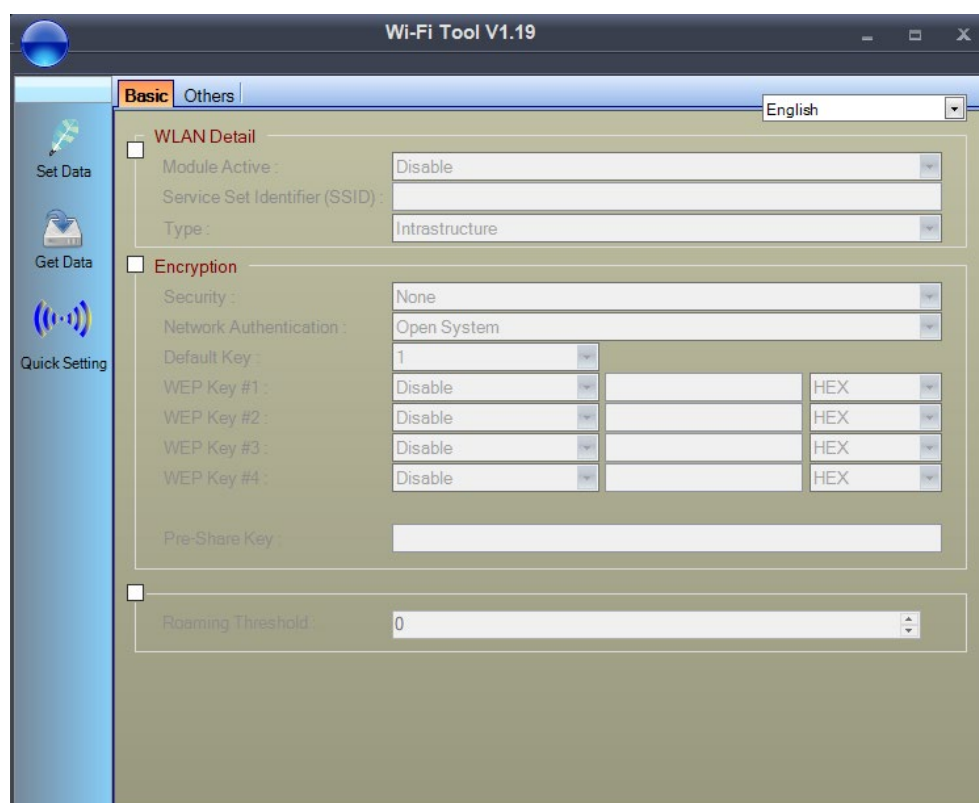 Wi-Fi Tool V1.19
Basic Others
English
Set Data
Get Data
Quick Setting
WLAN Detail
Module Active : Disable
Service Set Identifier (SSID) :
Type : Intrastructure
Encryption
Security : None
Network Authentication : Open System
Default Key : 1
WEP Key #1 : Disable HEX
WEP Key #2 : Disable HEX
WEP Key #3 : Disable HEX
WEP Key #4 : Disable HEX
Pre-Share Key :
Roaming Threshold : 0